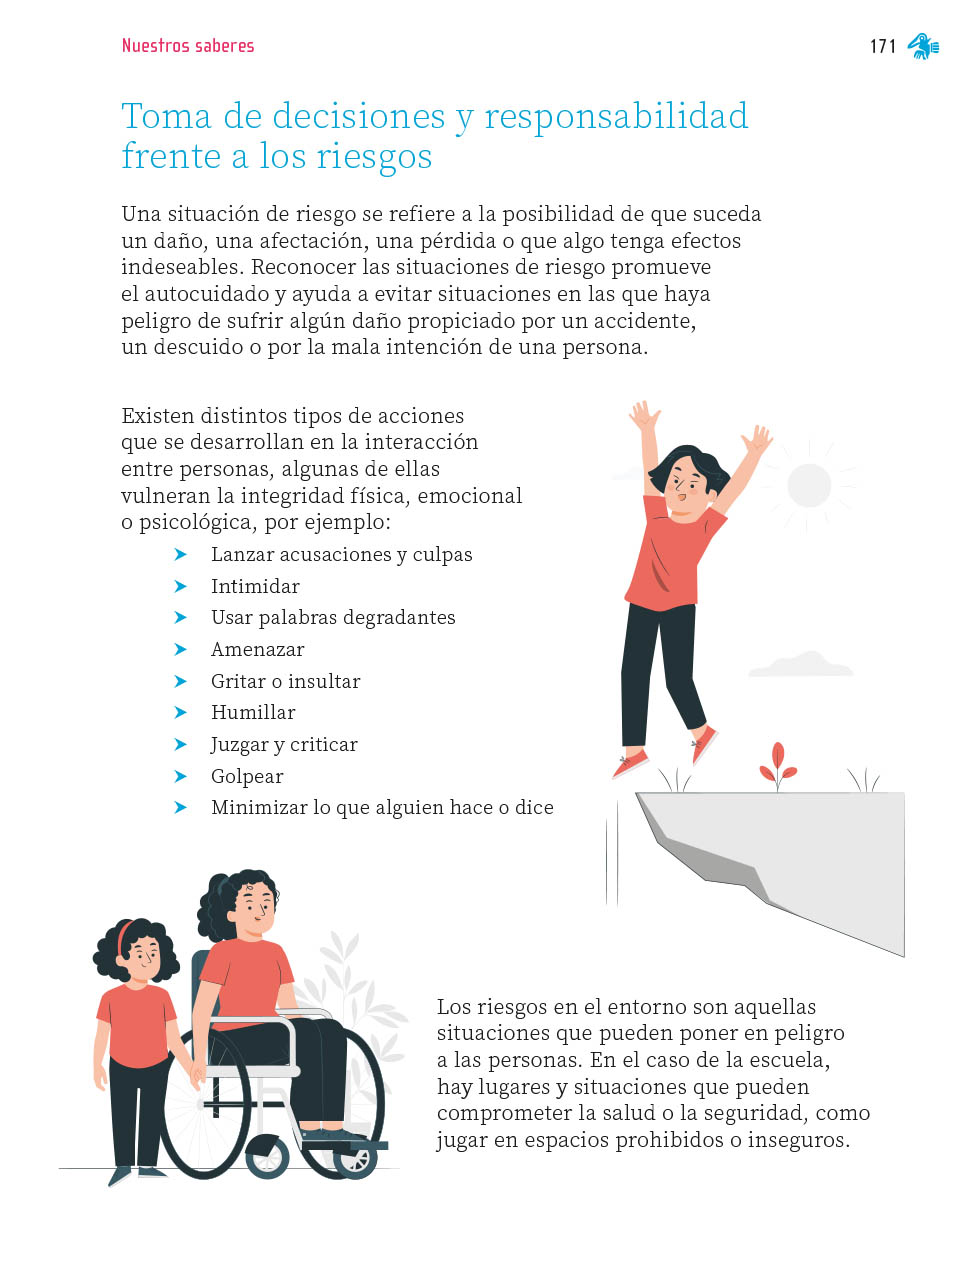 Nuestros saberes
171
Toma de decisiones y responsabilidad
frente a los riesgos
Una situación de riesgo se refiere a la posibilidad de que suceda
un daño, una afectación, una pérdida o que algo tenga efectos
indeseables. Reconocer las situaciones de riesgo promueve
el autocuidado y ayuda a evitar situaciones en las que haya
peligro de sufrir algún daño propiciado por un accidente,
un descuido o por la mala intención de una persona.
Existen distintos tipos de acciones
que se desarrollan en la interacción
entre personas, algunas de ellas
vulneran la integridad física, emocional
o psicológica, por ejemplo:
➤ Lanzar acusaciones y culpas
➤ Intimidar
➤ Usar palabras degradantes
➤ Amenazar
➤ Gritar o insultar
➤ Humillar
➤ Juzgar y criticar
➤ Golpear
➤ Minimizar lo que alguien hace o dice
Los riesgos en el entorno son aquellas
situaciones que pueden poner en peligro
a las personas. En el caso de la escuela,
hay lugares y situaciones que pueden
comprometer la salud o la seguridad, como
jugar en espacios prohibidos o inseguros.